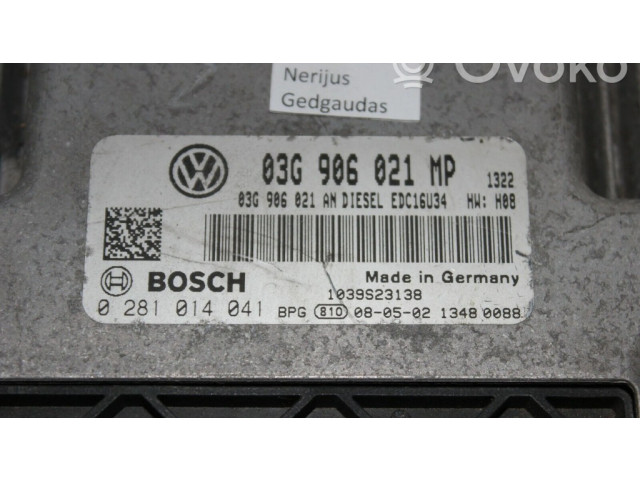 Nerijus
Gedgaudas
OVOKO
VW
03G 906 021 MP 1322
03G 906 021 AN DIESEL EDC16U34 HW: H08
BOSCH
Made in Germany
1039S23138
0 281 014 041 BPG 810 08-05-02 1348 0088